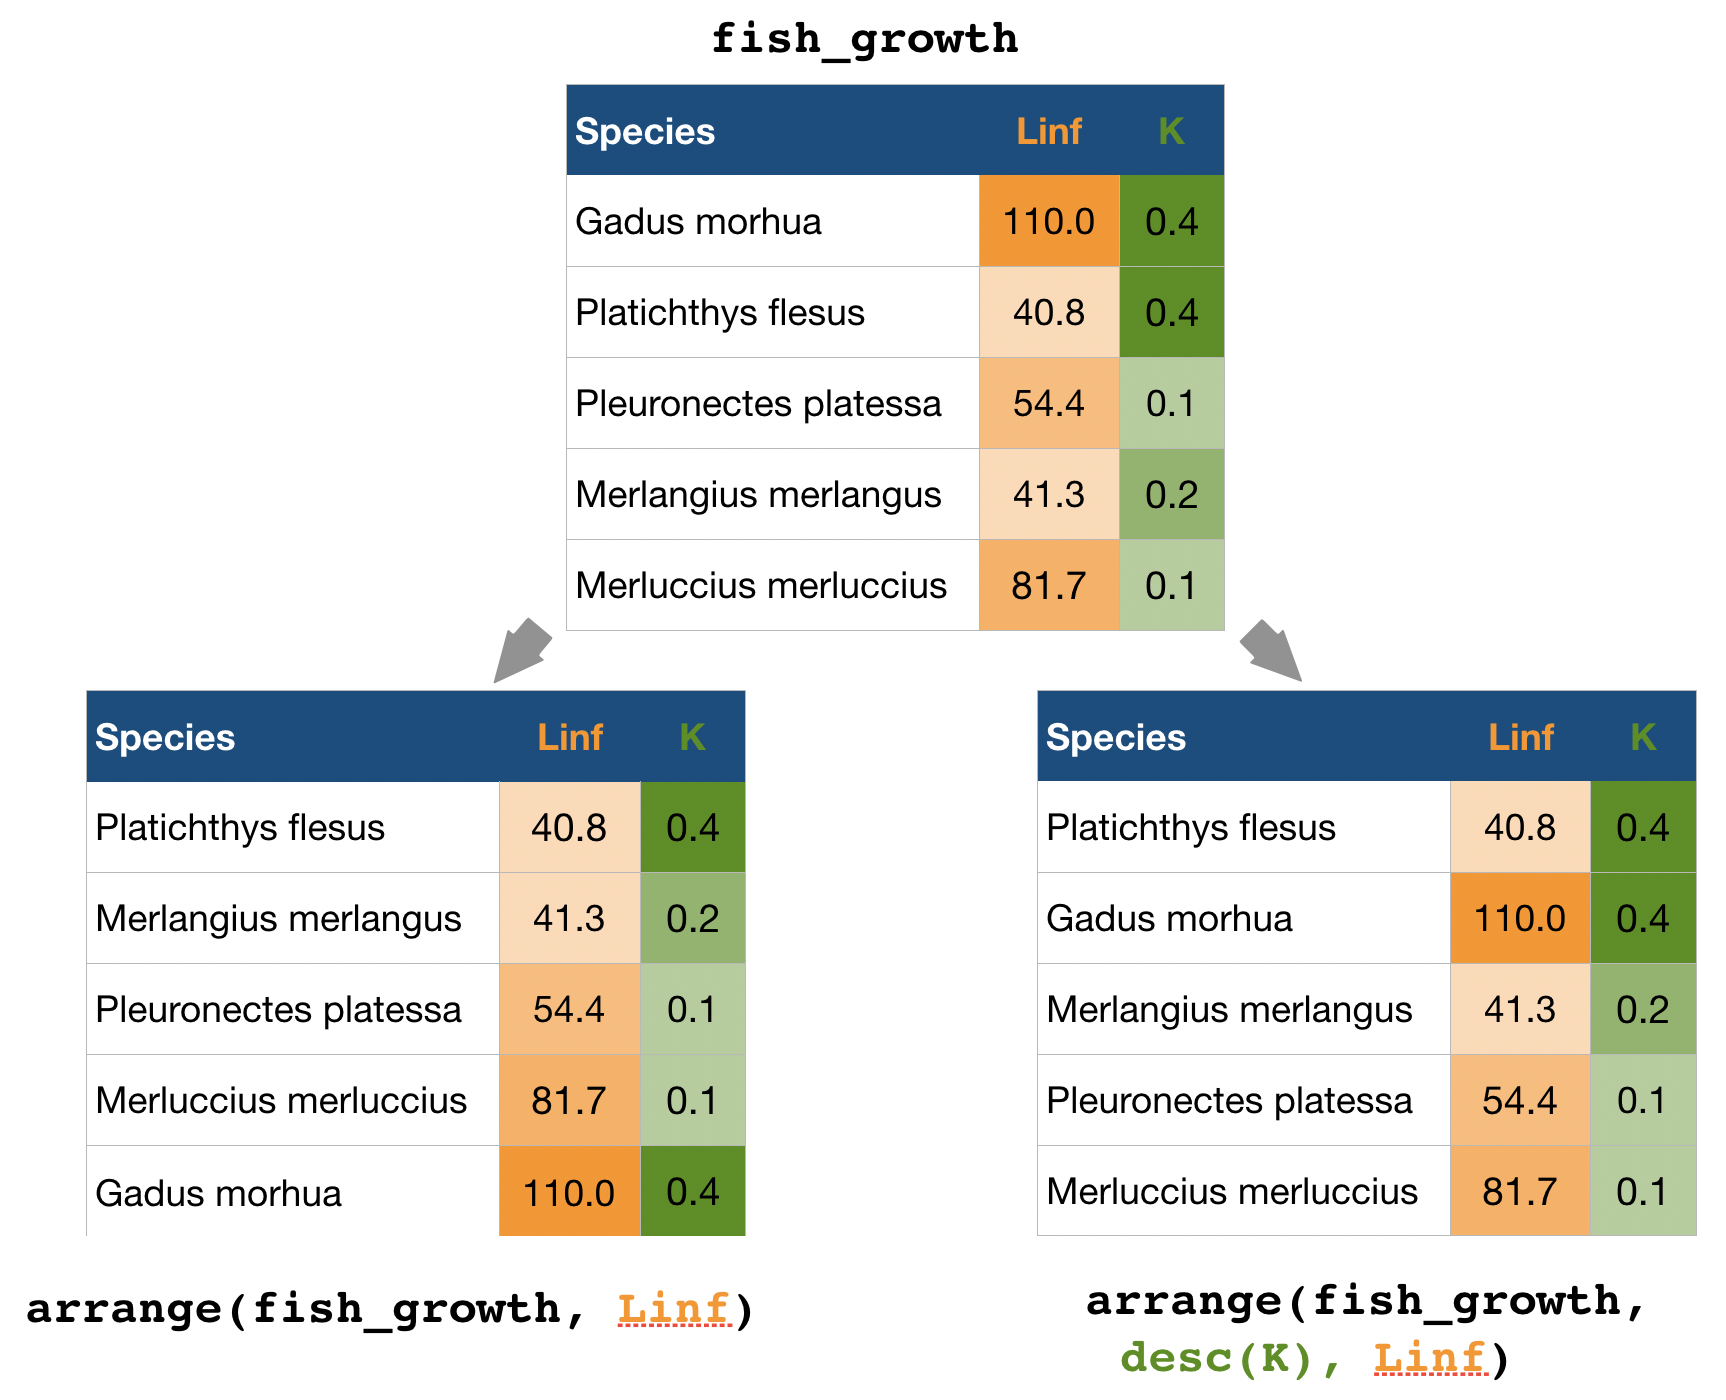 fish_growth
Species Linf K
Gadus morhua 110.0 0.4
Platichthys flesus 40.8 0.4
Pleuronectes platessa 54.4 0.1
Merlangius merlangus 41.3 0.2
Merluccius merluccius 81.7 0.1
Species Linf K
Platichthys flesus 40.8 0.4
Merlangius merlangus 41.3 0.2
Pleuronectes platessa 54.4 0.1
Merluccius merluccius 81.7 0.1
Gadus morhua 110.0 0.4
arrange(fish_growth, Linf)
Species Linf K
Platichthys flesus 40.8 0.4
Gadus morhua 110.0 0.4
Merlangius merlangus 41.3 0.2
Pleuronectes platessa 54.4 0.1
Merluccius merluccius 81.7 0.1
arrange(fish_growth,
desc(K), Linf)